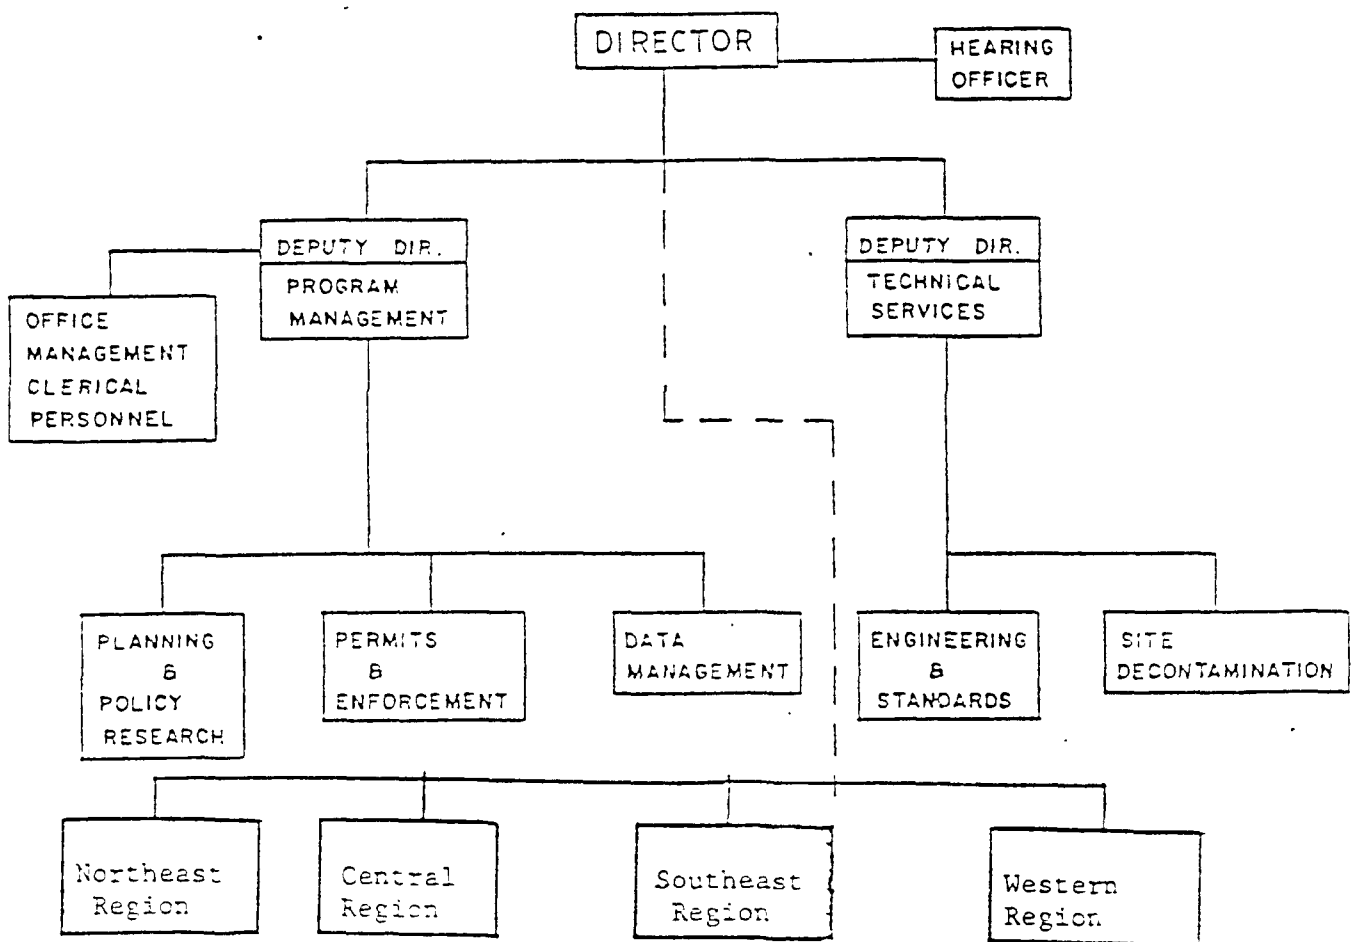 DIRECTOR
HEARING
OFFICER
DEPUTY DIR.
PROGRAM
MANAGEMENT
DEPUTY DIR.
TECHNICAL
SERVICES
OFFICE
MANAGEMENT
CLERICAL
PERSONNEL
PLANNING
&
POLICY
RESEARCH
PERMITS
&
ENFORCEMENT
DATA
MANAGEMENT
ENGINEERING
&
STANDARDS
SITE
DECONTAMINATION
Northeast
Region
Central
Region
Southeast
Region
Western
Region